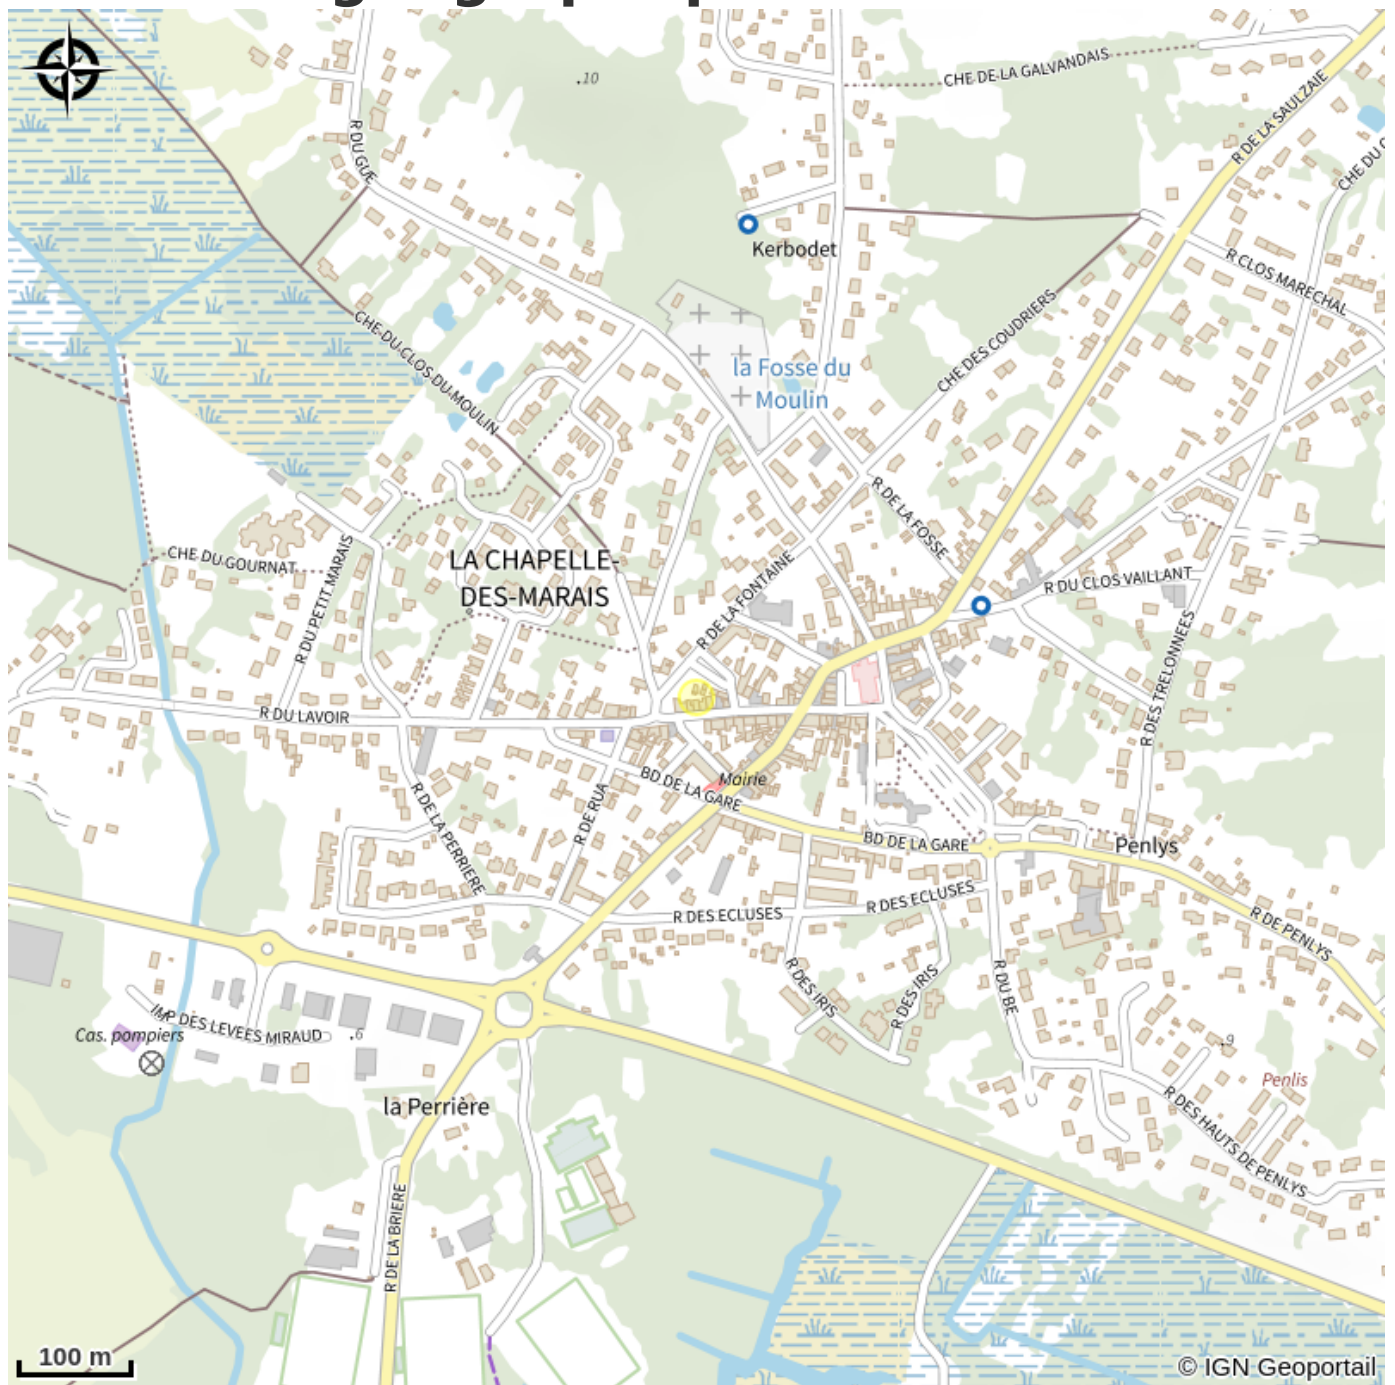 .10
CHE DE LA GALVANDAIS
R DE LA SAULZAIE
R DU GUE
Kerbodet
R CLOS MARECHAL
CHE DU CLOS DU MOULIN
CHE DES COUDRIERS
la Fosse du
Moulin
R DE LA FOSSE
LA CHAPELLE-
DES-MARAIS
CHE DU GOURNAT
R DU PETIT MARAIS
R DE LA FONTAINE
R DU CLOS VAILLANT
R DES TRELONNEES
R DU LAVOIR
Mairie
BD DE LA GARE
R DE RUA
R DE LA PERRIERE
BD DE LA GARE
Penlys
R DES ECLUSES
R DES ECLUSES
R DE PENLYS
R DES IRIS
R DES IRIS
R DU BE
IMP DES LEVEES MIRAUD
.6
Cas. pompiers
.9
Penlis
la Perrière
R DES HAUTS DE PENLYS
R DE LA BRIERE
100 m
© IGN Geoportail